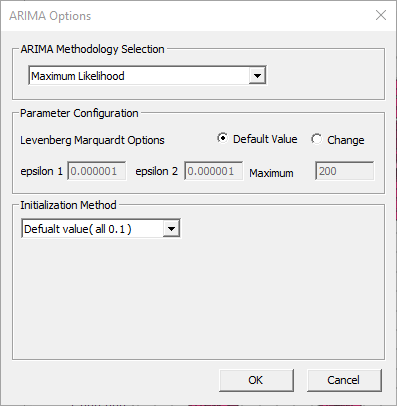 ARIMA Options
ARIMA Methodology Selection
Maximum Likelihood
Parameter Configuration
Levenberg Marquardt Options Default Value Change
epsilon 1 0.000001 epsilon 2 0.000001 Maximum 200
Initialization Method
Defualt value( all 0.1 )
OK Cancel